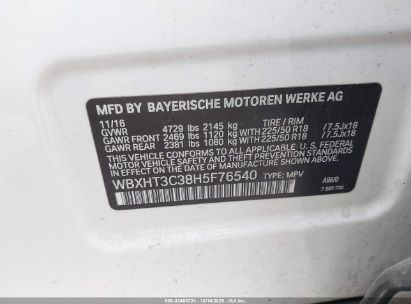 MFD BY BAYERISCHE MOTOREN WERKE AG
11/16 TIRE / RIM
GVWR 4729 lbs 2145 kg
GAWR FRONT 2469 lbs 1120 kg WITH 225/50 R18 /7.5Jx18
GAWR REAR 2381 lbs 1080 kg WITH 225/50 R18 /7.5Jx18
THIS VEHICLE CONFORMS TO ALL APPLICABLE U.S. FEDERAL
MOTOR VEHICLE SAFETY, BUMPER, AND THEFT PREVENTION
STANDARDS IN EFFECT ON THE DATE OF MANUFACTURE SHOWN ABOVE.
WBXHT3C38H5F76540 TYPE: MPV A96/0